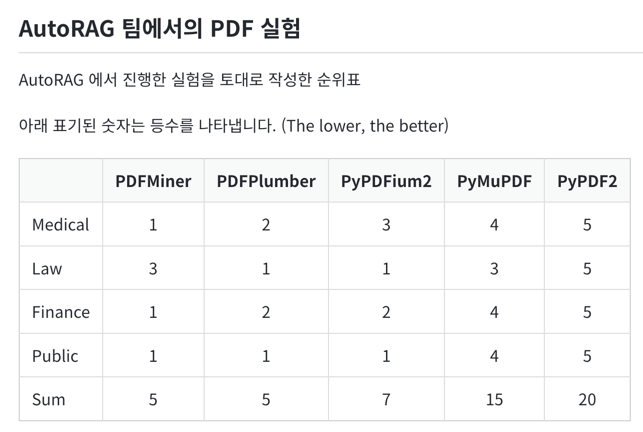 AutoRAG 팀에서의 PDF 실험
AutoRAG 에서 진행한 실험을 토대로 작성한 순위표
아래 표기된 숫자는 등수를 나타냅니다. (The lower, the better)
PDFMiner PDFPlumber PyPDFium2 PyMuPDF PyPDF2
Medical 1 2 3 4 5
Law 3 1 1 3 5
Finance 1 2 2 4 5
Public 1 1 1 4 5
Sum 5 5 7 15 20